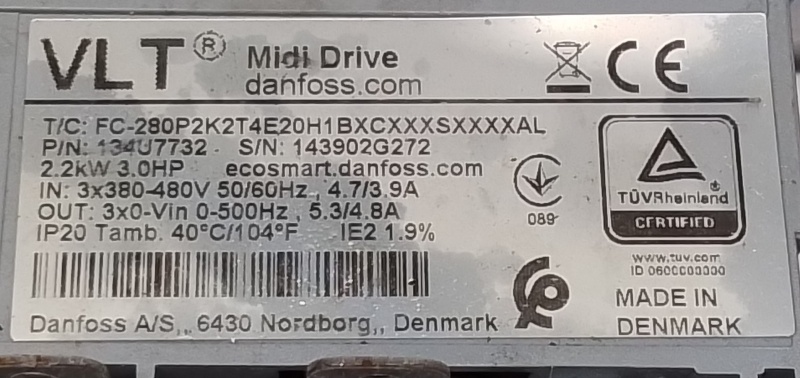 VLT® Midi Drive
danfoss.com
T/C: FC-280P2K2T4E20H1BXCXXXSXXXXAL
P/N: 134U7732 S/N: 143902G272
2.2kW 3.0HP ecosmart.danfoss.com
IN: 3x380-480V 50/60Hz, 4.7/3.9A
OUT: 3x0-Vin 0-500Hz , 5.3/4.8A
IP20 Tamb. 40°C/104°F IE2 1.9%
CE
089
TÜVRheinland®
CERTIFIED
www.tuv.com
ID 0600000000
MADE IN
DENMARK
Danfoss A/S,, 6430 Nordborg,, Denmark